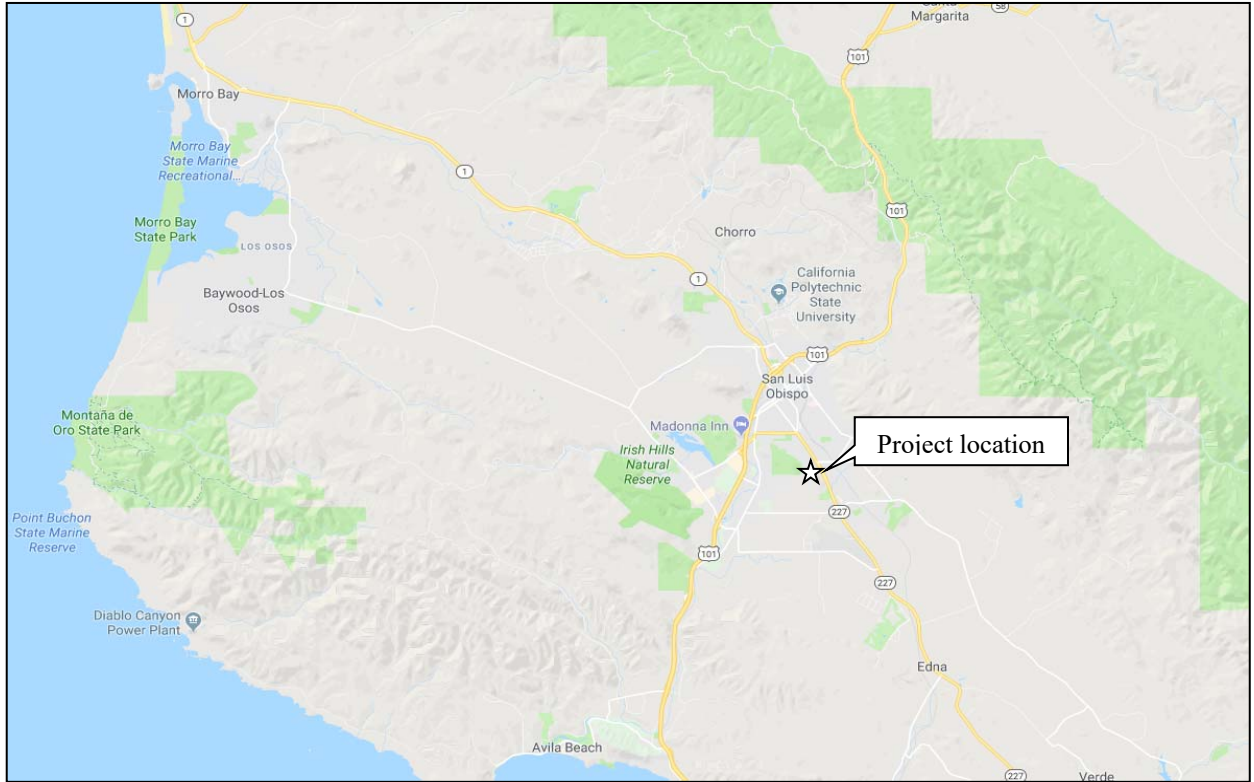 Santa
Margarita
58
1
101
Morro Bay
Morro Bay
State Marine
Recreational...
1
Morro Bay
State Park
101
LOS OSOS
Chorro
1
California
Polytechnic
State
University
Baywood-Los
Osos
101
San Luis
Obispo
Montaña de
Oro State Park
Madonna Inn
Project location
Irish Hills
Natural
Reserve
Point Buchon
State Marine
Reserve
227
101
227
Diablo Canyon
Power Plant
Edna
Avila Beach
227
Verde